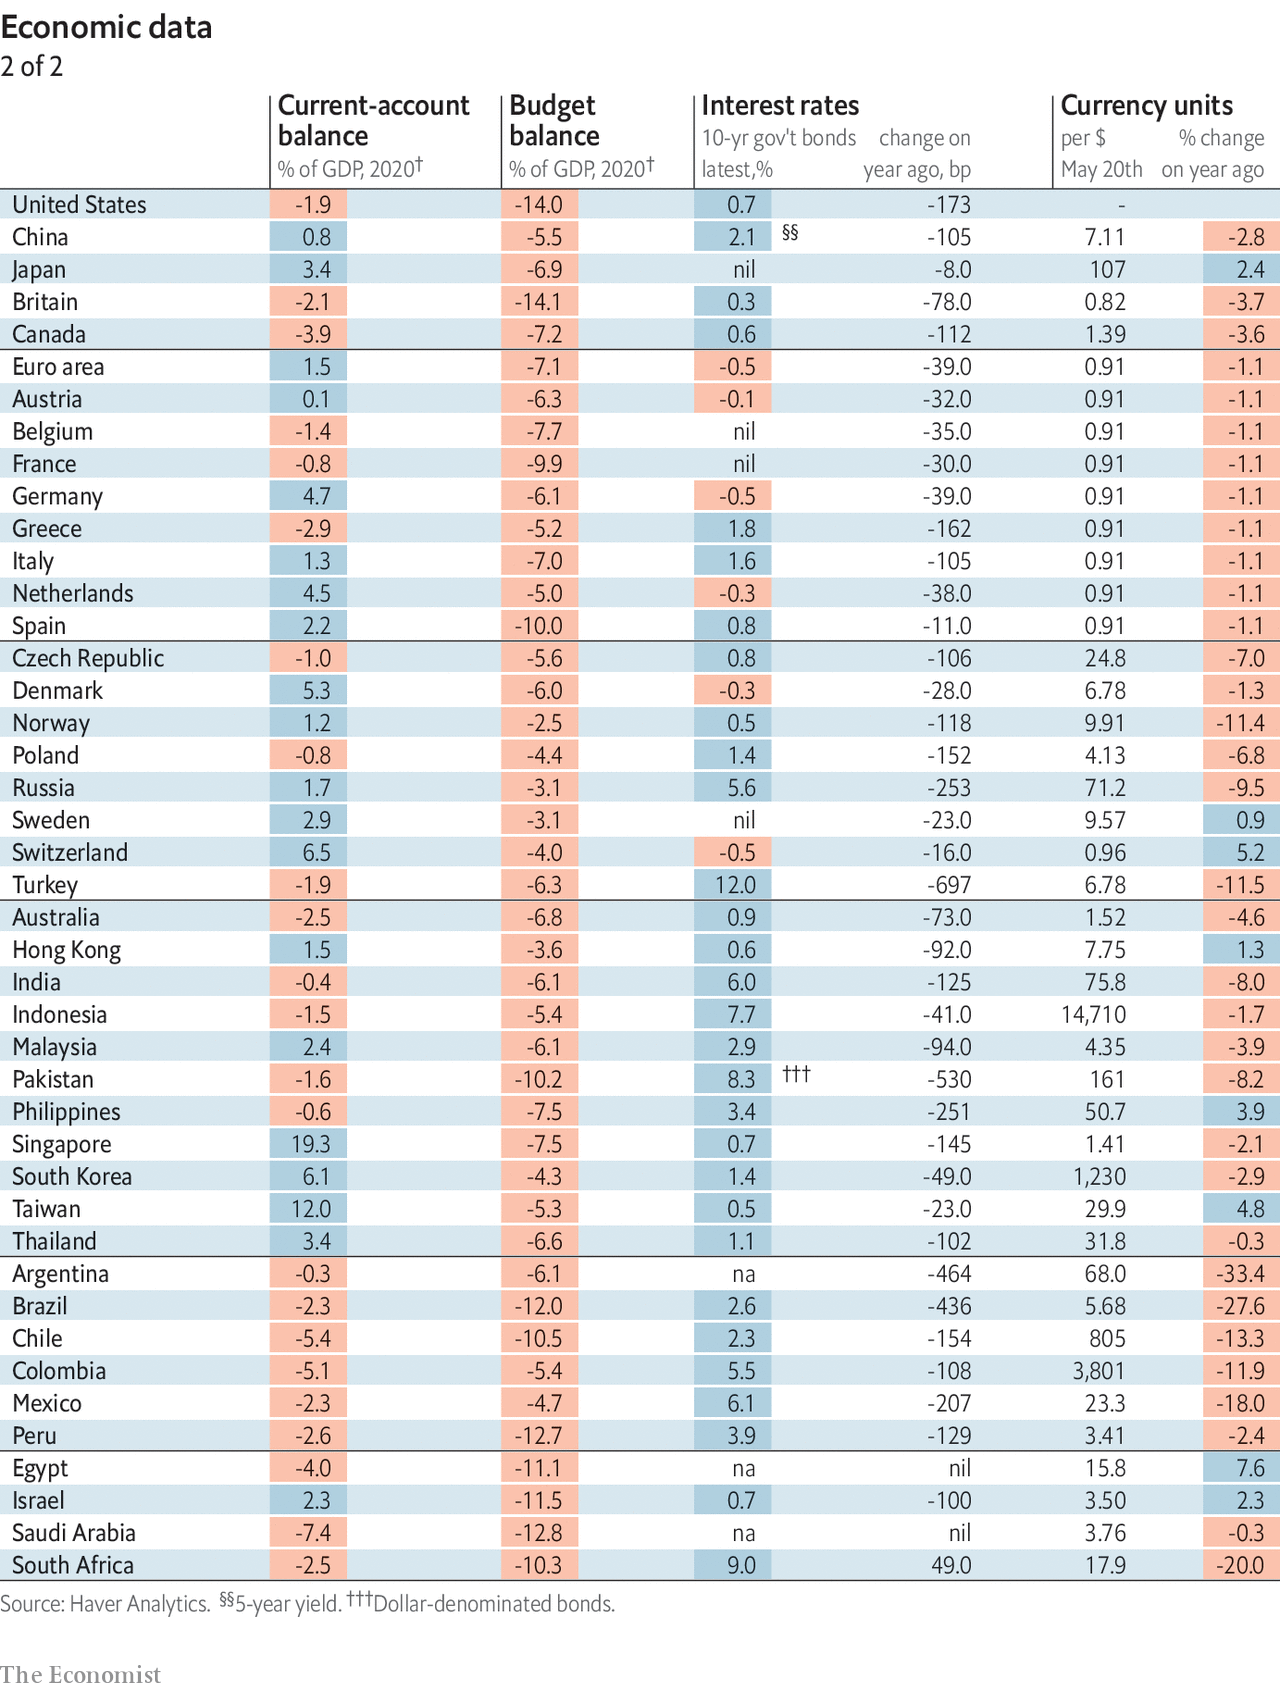 Economic data
2 of 2
Current-account balance % of GDP, 2020† Budget balance % of GDP, 2020† Interest rates 10-yr gov't bonds latest,% change on year ago, bp Currency units per $ May 20th % change on year ago
United States -1.9 -14.0 0.7 -173 -
China 0.8 -5.5 2.1 §§ -105 7.11 -2.8
Japan 3.4 -6.9 nil -8.0 107 2.4
Britain -2.1 -14.1 0.3 -78.0 0.82 -3.7
Canada -3.9 -7.2 0.6 -112 1.39 -3.6
Euro area 1.5 -7.1 -0.5 -39.0 0.91 -1.1
Austria 0.1 -6.3 -0.1 -32.0 0.91 -1.1
Belgium -1.4 -7.7 nil -35.0 0.91 -1.1
France -0.8 -9.9 nil -30.0 0.91 -1.1
Germany 4.7 -6.1 -0.5 -39.0 0.91 -1.1
Greece -2.9 -5.2 1.8 -162 0.91 -1.1
Italy 1.3 -7.0 1.6 -105 0.91 -1.1
Netherlands 4.5 -5.0 -0.3 -38.0 0.91 -1.1
Spain 2.2 -10.0 0.8 -11.0 0.91 -1.1
Czech Republic -1.0 -5.6 0.8 -106 24.8 -7.0
Denmark 5.3 -6.0 -0.3 -28.0 6.78 -1.3
Norway 1.2 -2.5 0.5 -118 9.91 -11.4
Poland -0.8 -4.4 1.4 -152 4.13 -6.8
Russia 1.7 -3.1 5.6 -253 71.2 -9.5
Sweden 2.9 -3.1 nil -23.0 9.57 0.9
Switzerland 6.5 -4.0 -0.5 -16.0 0.96 5.2
Turkey -1.9 -6.3 12.0 -697 6.78 -11.5
Australia -2.5 -6.8 0.9 -73.0 1.52 -4.6
Hong Kong 1.5 -3.6 0.6 -92.0 7.75 1.3
India -0.4 -6.1 6.0 -125 75.8 -8.0
Indonesia -1.5 -5.4 7.7 -41.0 14,710 -1.7
Malaysia 2.4 -6.1 2.9 -94.0 4.35 -3.9
Pakistan -1.6 -10.2 8.3 ††† -530 161 -8.2
Philippines -0.6 -7.5 3.4 -251 50.7 3.9
Singapore 19.3 -7.5 0.7 -145 1.41 -2.1
South Korea 6.1 -4.3 1.4 -49.0 1,230 -2.9
Taiwan 12.0 -5.3 0.5 -23.0 29.9 4.8
Thailand 3.4 -6.6 1.1 -102 31.8 -0.3
Argentina -0.3 -6.1 na -464 68.0 -33.4
Brazil -2.3 -12.0 2.6 -436 5.68 -27.6
Chile -5.4 -10.5 2.3 -154 805 -13.3
Colombia -5.1 -5.4 5.5 -108 3,801 -11.9
Mexico -2.3 -4.7 6.1 -207 23.3 -18.0
Peru -2.6 -12.7 3.9 -129 3.41 -2.4
Egypt -4.0 -11.1 na nil 15.8 7.6
Israel 2.3 -11.5 0.7 -100 3.50 2.3
Saudi Arabia -7.4 -12.8 na nil 3.76 -0.3
South Africa -2.5 -10.3 9.0 49.0 17.9 -20.0
Source: Haver Analytics. §§5-year yield. †††Dollar-denominated bonds.
The Economist